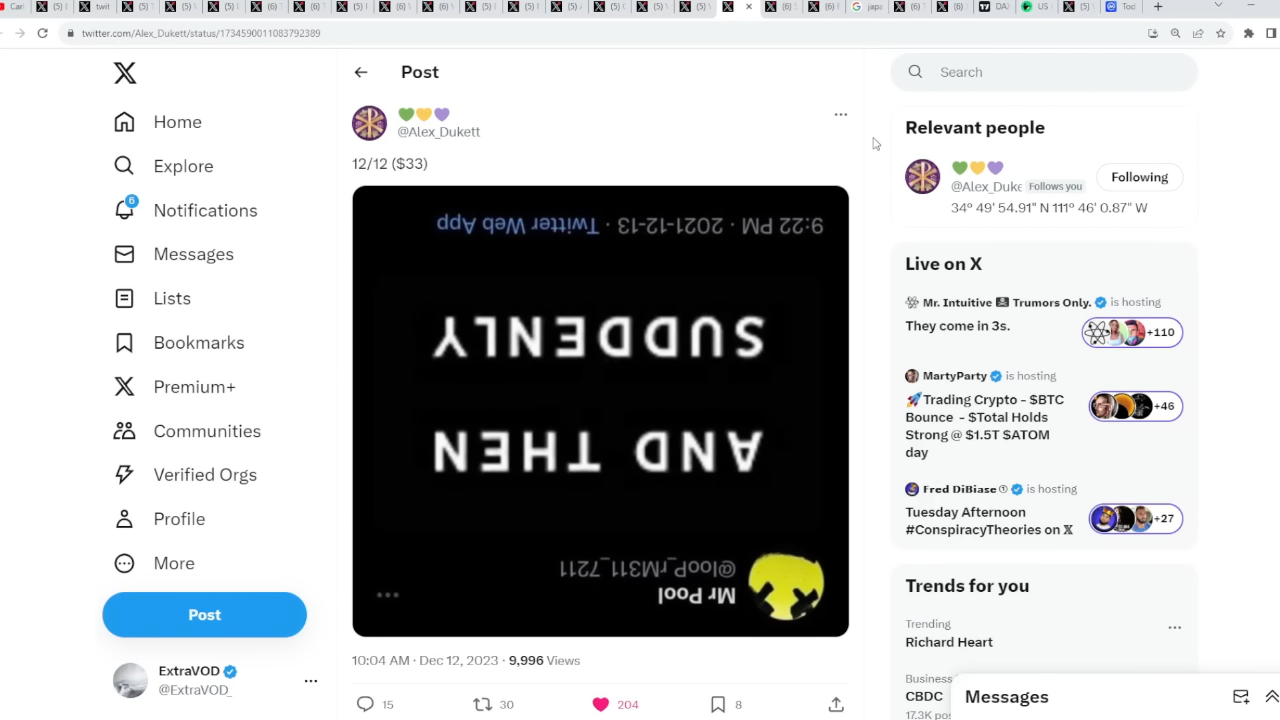 (5)
twit
twitter.com/Alex_Dukett/status/1734590011083792389
X
Home
Explore
6
Notifications
Messages
Lists
Bookmarks
Premium+
Communities
Verified Orgs
Profile
More
Post
ExtraVOD
@ExtraVOD_
Post
@Alex_Dukett
12/12 ($33)
Mr Pool
@looP_rM311_7211
AND THEN
SUDDENLY
9:22 PM · 2021-12-13 · Twitter Web App
10:04 AM · Dec 12, 2023 · 9,996 Views
15
30
204
8
Search
Relevant people
@Alex_Duke Follows you
Following
34° 49' 54.91" N 111° 46' 0.87" W
Live on X
Mr. Intuitive Trumors Only. is hosting
They come in 3s.
+110
MartyParty is hosting
🚀Trading Crypto - $BTC
Bounce - $Total Holds
Strong @ $1.5T $ATOM
day
+46
Fred DiBiase is hosting
Tuesday Afternoon
#ConspiracyTheories on 𝕏
+27
Trends for you
Trending
Richard Heart
CBDC
Messages